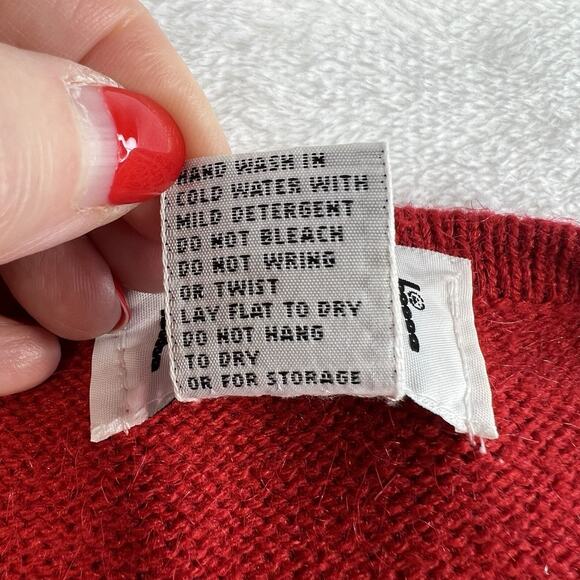 HAND WASH IN
COLD WATER WITH
MILD DETERGENT
DO NOT BLEACH
DO NOT WRING
OR TWIST
LAY FLAT TO DRY
DO NOT HANG
TO DRY
OR FOR STORAGE